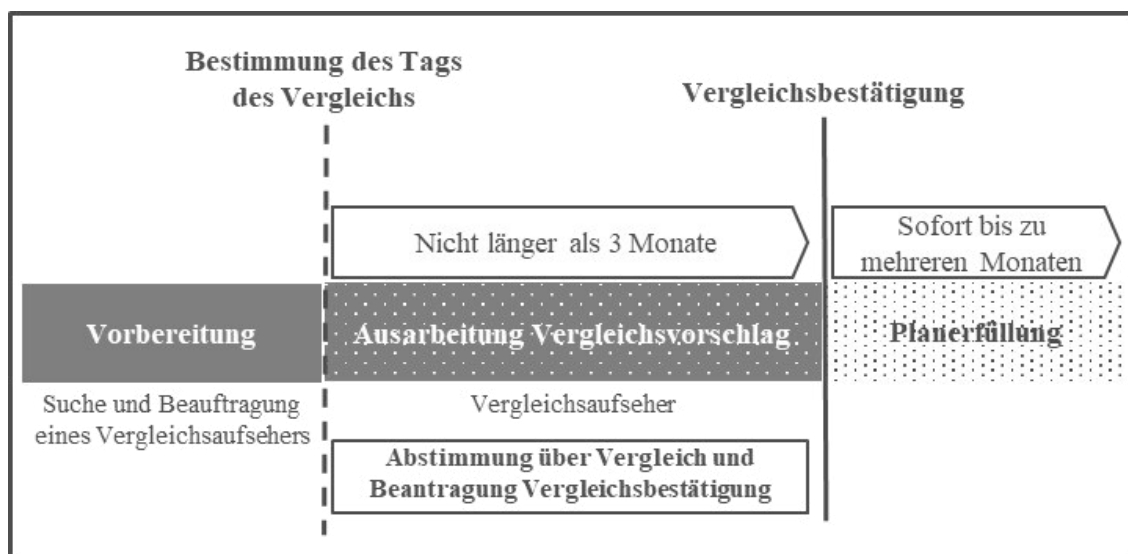 Bestimmung des Tags
des Vergleichs
Vergleichsbestätigung
Nicht länger als 3 Monate
Sofort bis zu
mehreren Monaten
Vorbereitung
Ausarbeitung Vergleichsvorschlag
Planerfüllung
Suche und Beauftragung
eines Vergleichsaufsehers
Vergleichsaufseher
Abstimmung über Vergleich und
Beantragung Vergleichsbestätigung